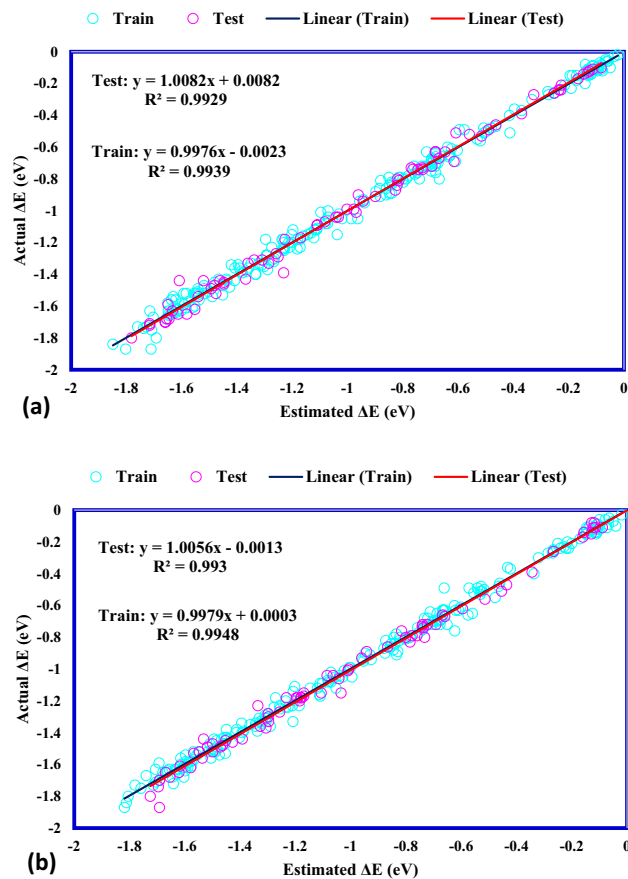 Train Test Linear (Train) Linear (Test)
0
-0.2
-0.4
-0.6
-0.8
-1
-1.2
-1.4
-1.6
-1.8
-2
Actual ΔE (eV)
Test: y = 1.0082x + 0.0082
R² = 0.9929
Train: y = 0.9976x - 0.0023
R² = 0.9939
-2 -1.8 -1.6 -1.4 -1.2 -1 -0.8 -0.6 -0.4 -0.2 0
(a)
Estimated ΔE (eV)
Train Test Linear (Train) Linear (Test)
0
-0.2
-0.4
-0.6
-0.8
-1
-1.2
-1.4
-1.6
-1.8
-2
Actual ΔE (eV)
Test: y = 1.0056x - 0.0013
R² = 0.993
Train: y = 0.9979x + 0.0003
R² = 0.9948
-2 -1.8 -1.6 -1.4 -1.2 -1 -0.8 -0.6 -0.4 -0.2 0
(b)
Estimated ΔE (eV)